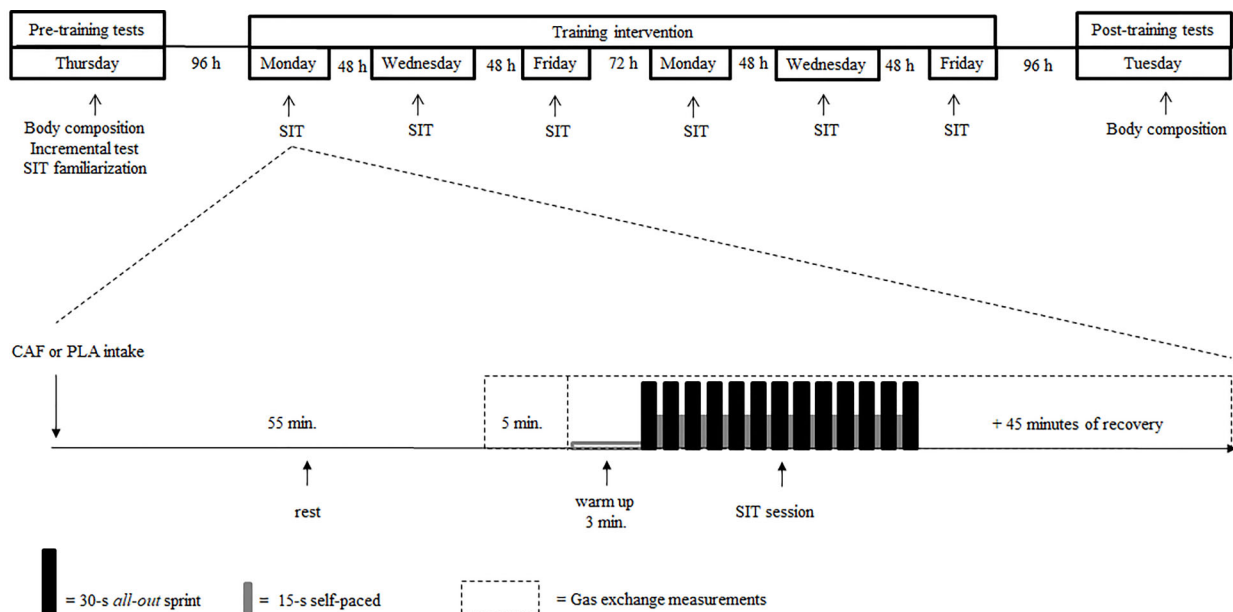 Pre-training tests
Training intervention
Post-training tests
Thursday
96 h
Monday
48 h
Wednesday
48 h
Friday
72 h
Monday
48 h
Wednesday
48 h
Friday
96 h
Tuesday
Body composition
Incremental test
SIT familiarization
SIT
SIT
SIT
SIT
SIT
SIT
Body composition
CAF or PLA intake
55 min.
5 min.
+ 45 minutes of recovery
rest
warm up
3 min.
SIT session
= 30-s all-out sprint
= 15-s self-paced
= Gas exchange measurements